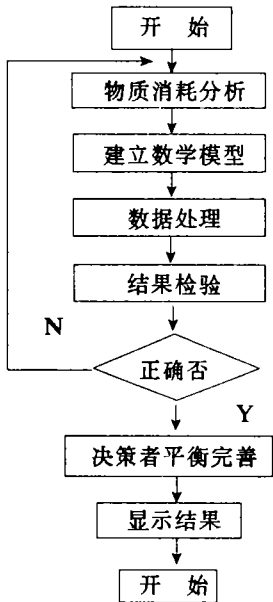 开 始
物质消耗分析
建立数学模型
数据处理
结果检验
N
正确否
Y
决策者平衡完善
显示结果
开 始